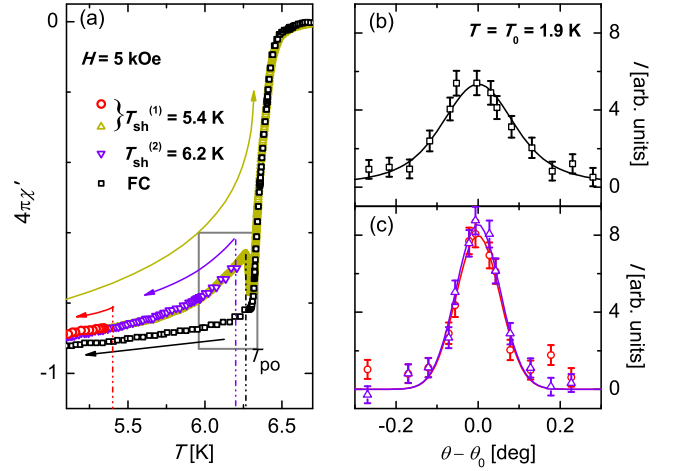 (a)
H = 5 kOe
} T_sh^(1) = 5.4 K
T_sh^(2) = 6.2 K
FC
T_po
0
-1
4πχ′
5.5 6.0 6.5
T [K]
(b)
T = T_0 = 1.9 K
8
4
0
I [arb. units]
(c)
8
4
0
I [arb. units]
-0.2 0.0 0.2
θ – θ_0 [deg]